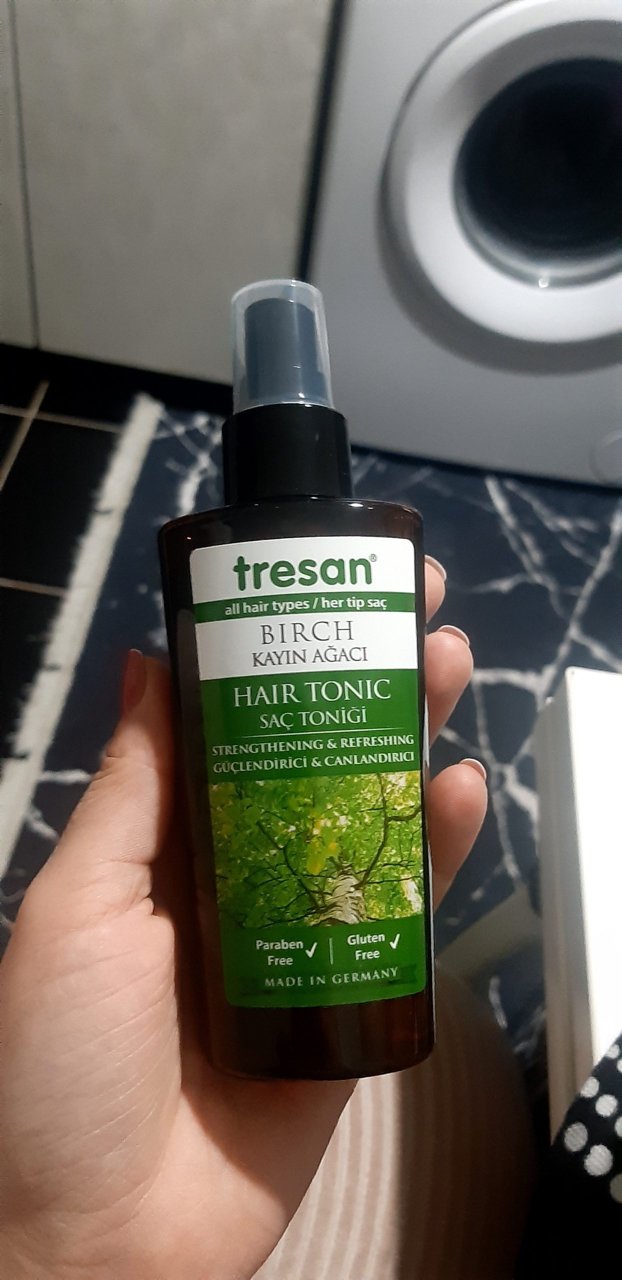 tresan®
all hair types / her tip saç
BIRCH
KAYIN AĞACI
HAIR TONIC
SAÇ TONİĞİ
STRENGTHENING & REFRESHING
GÜÇLENDİRİCİ & CANLANDIRICI
Paraben Free ✓ | Gluten Free ✓
MADE IN GERMANY